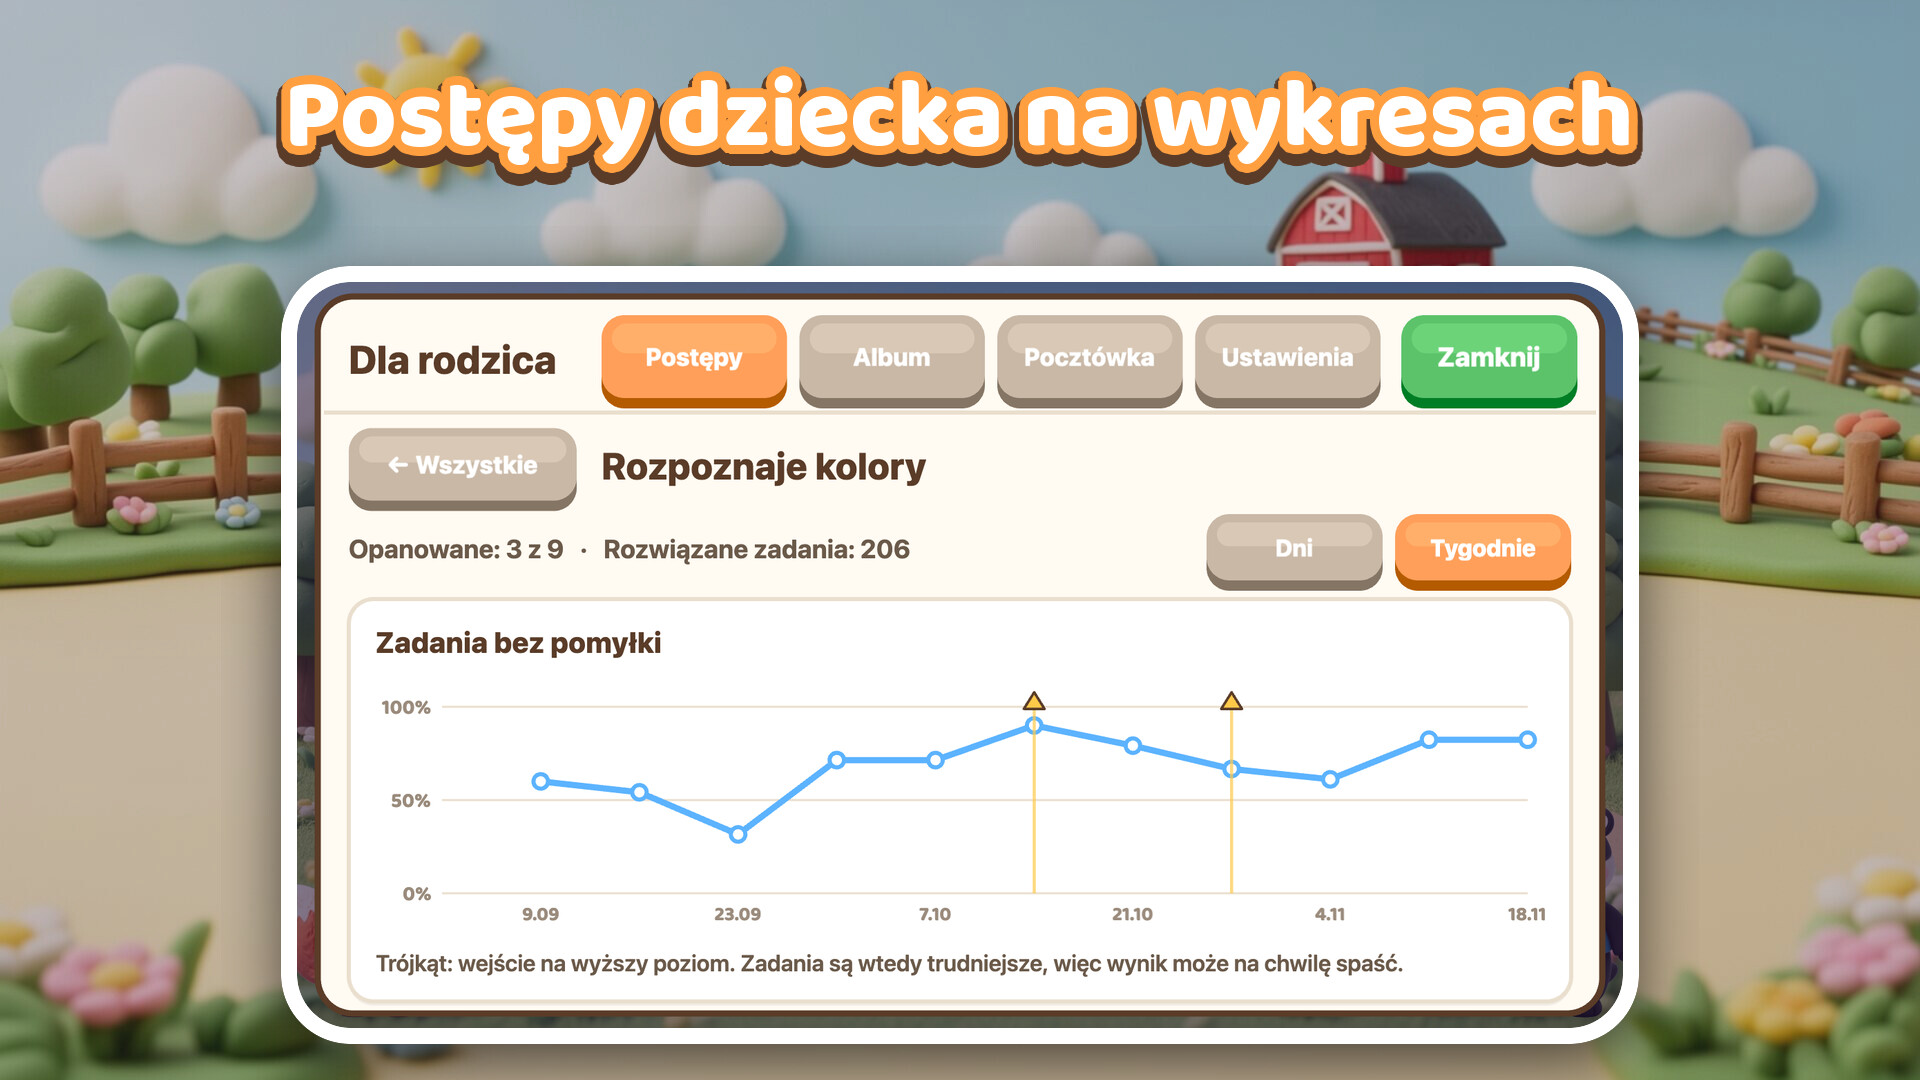 Postępy dziecka na wykresach
Dla rodzica
Postępy
Album
Pocztówka
Ustawienia
Zamknij
← Wszystkie
Rozpoznaje kolory
Opanowane: 3 z 9 · Rozwiązane zadania: 206
Dni
Tygodnie
Zadania bez pomyłki
100%
50%
0%
9.09
23.09
7.10
21.10
4.11
18.11
Trójkąt: wejście na wyższy poziom. Zadania są wtedy trudniejsze, więc wynik może na chwilę spaść.